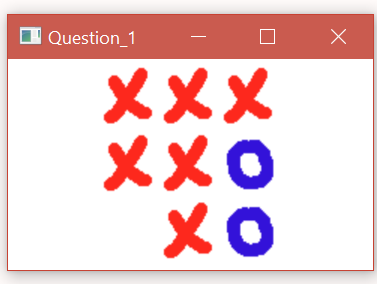 Question_1
X X X
X X O
X O